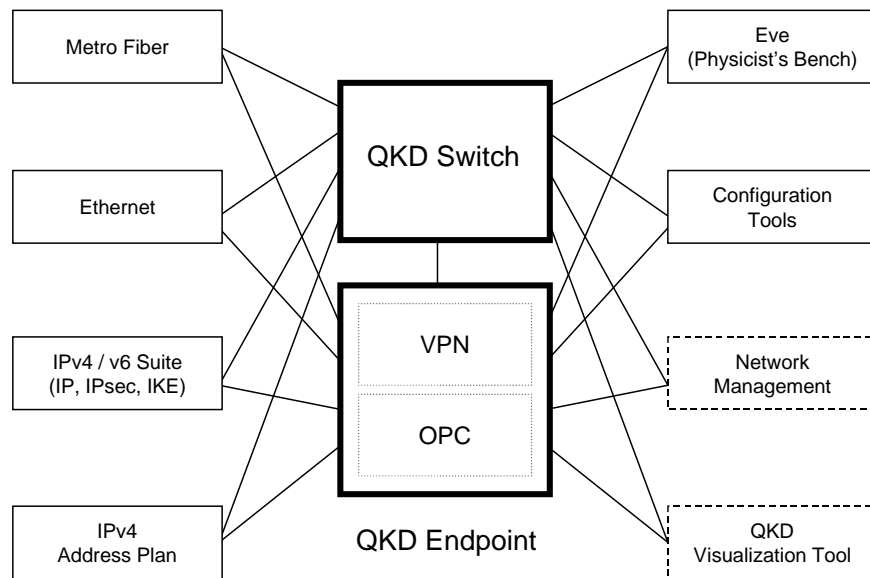 Metro Fiber
Ethernet
IPv4 / v6 Suite
(IP, IPsec, IKE)
IPv4
Address Plan
QKD Switch
VPN
OPC
QKD Endpoint
Eve
(Physicist's Bench)
Configuration
Tools
Network
Management
QKD
Visualization Tool